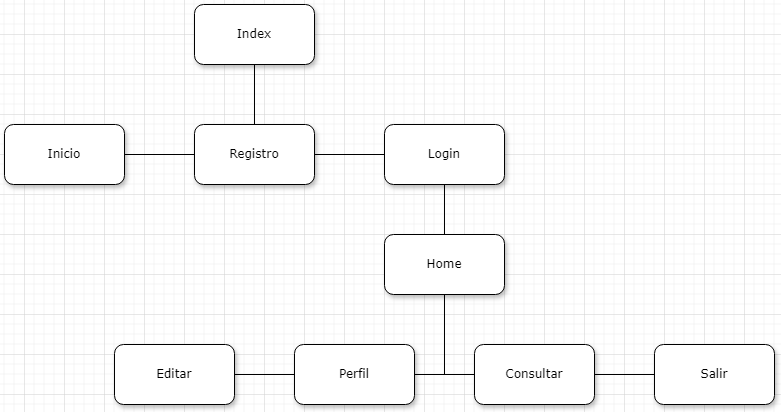 Index
Inicio
Registro
Login
Home
Editar
Perfil
Consultar
Salir